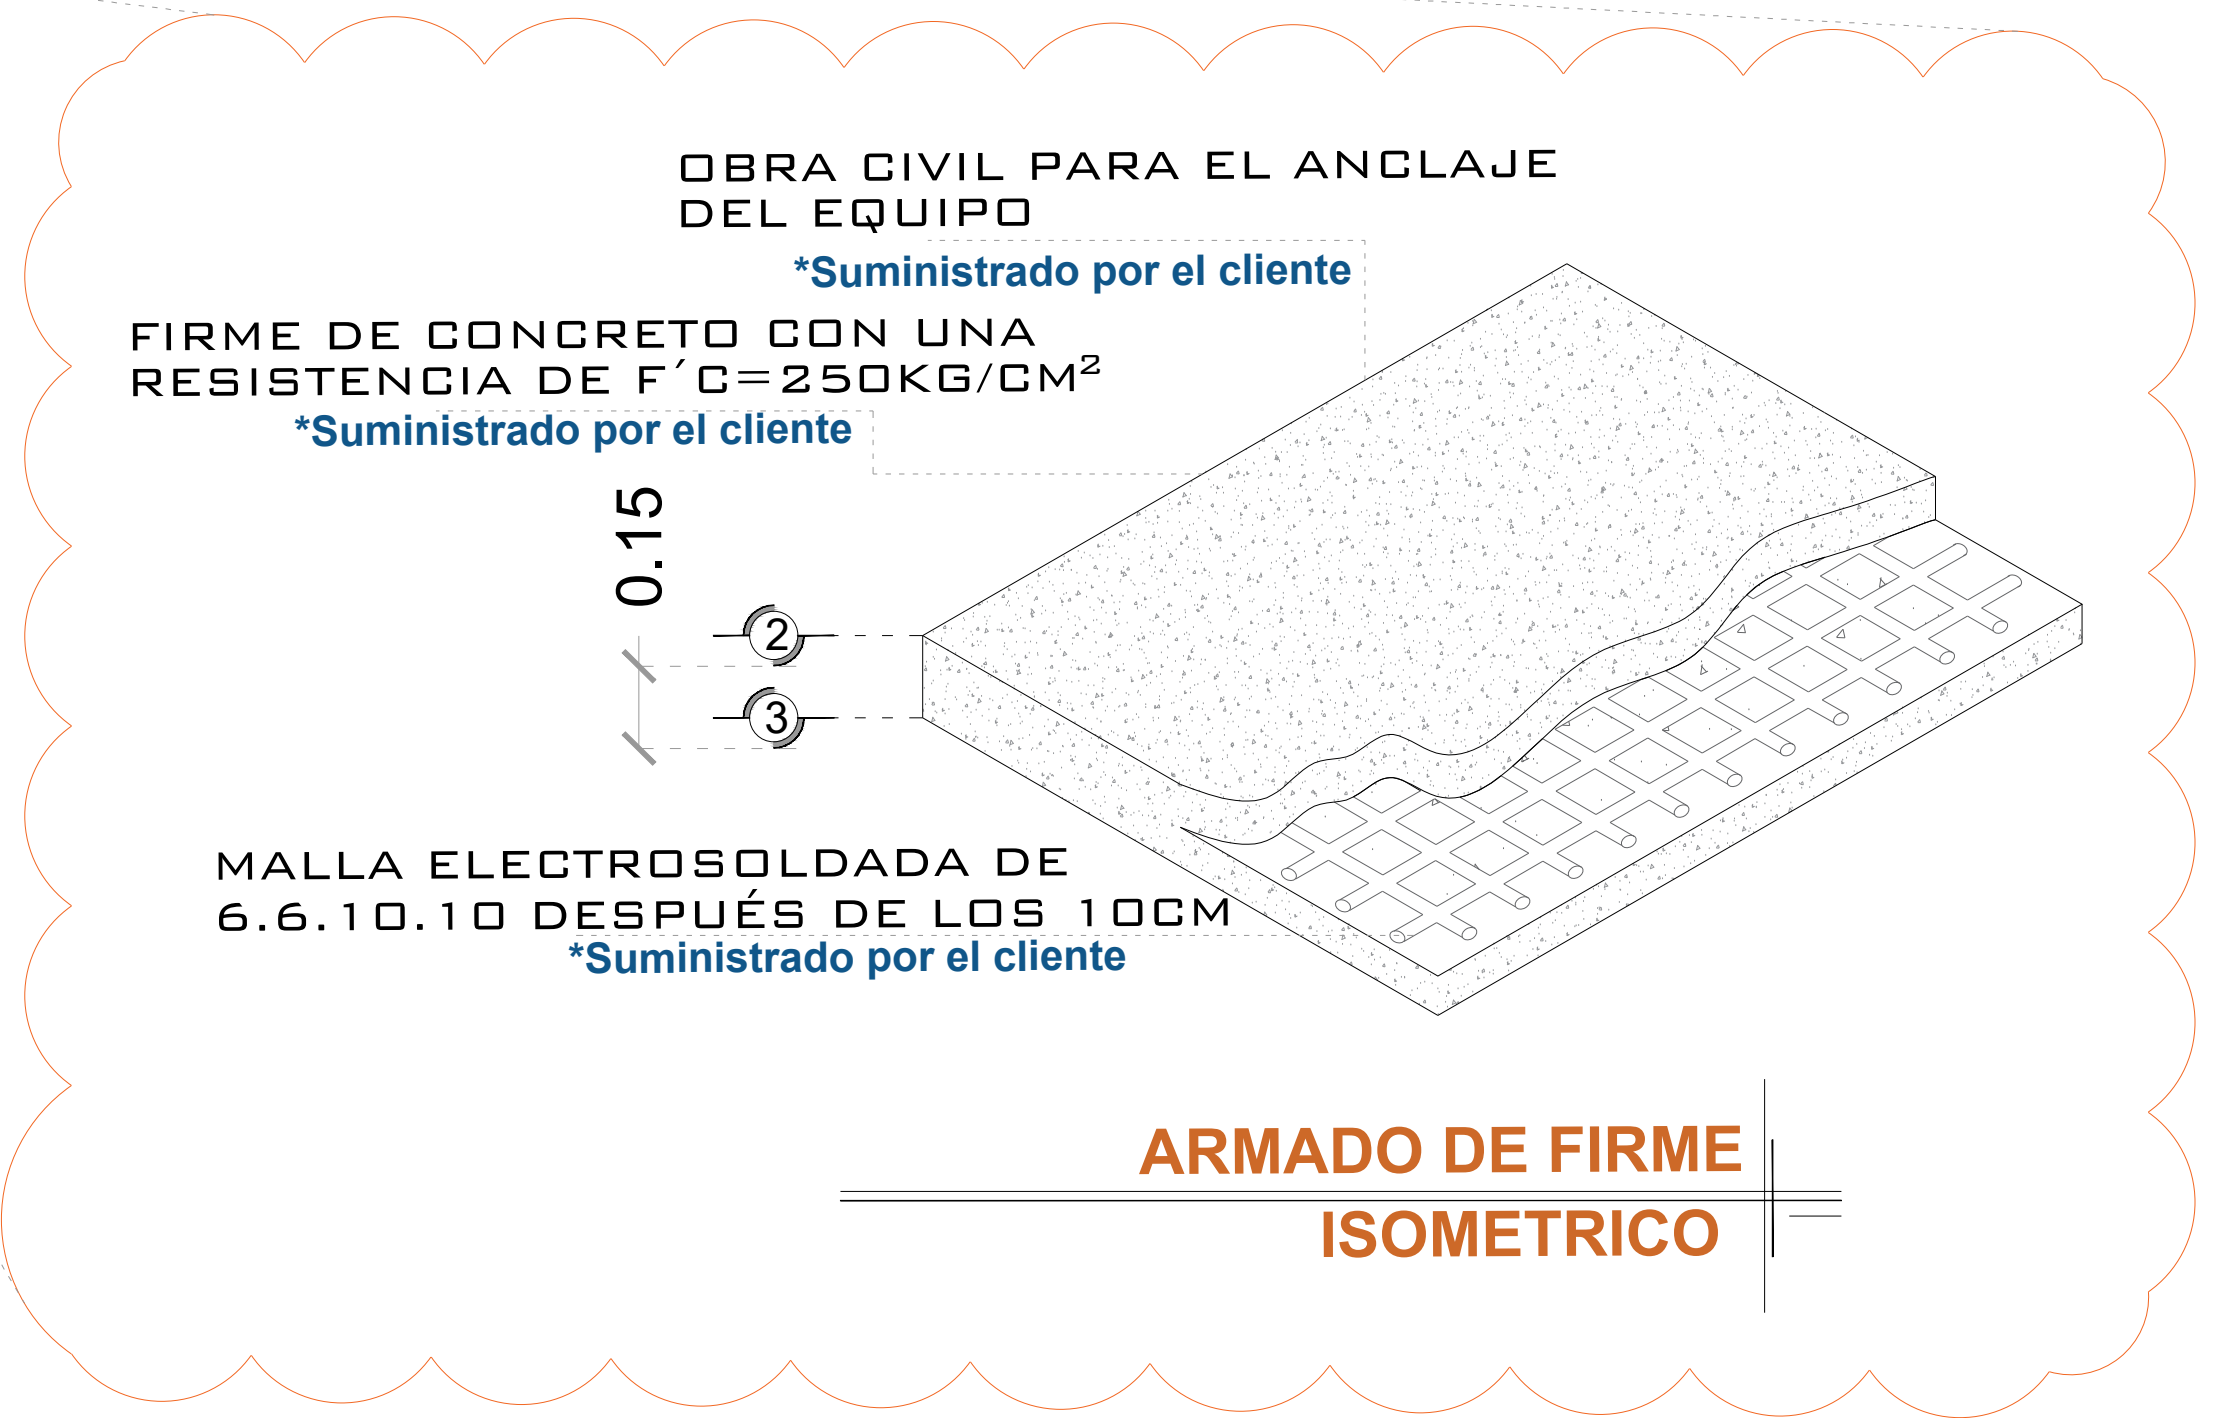 OBRA CIVIL PARA EL ANCLAJE
DEL EQUIPO
*Suministrado por el cliente
FIRME DE CONCRETO CON UNA
RESISTENCIA DE F´C=250KG/CM²
*Suministrado por el cliente
0.15
2
3
MALLA ELECTROSOLDADA DE
6.6.10.10 DESPUÉS DE LOS 10CM
*Suministrado por el cliente
ARMADO DE FIRME
ISOMETRICO